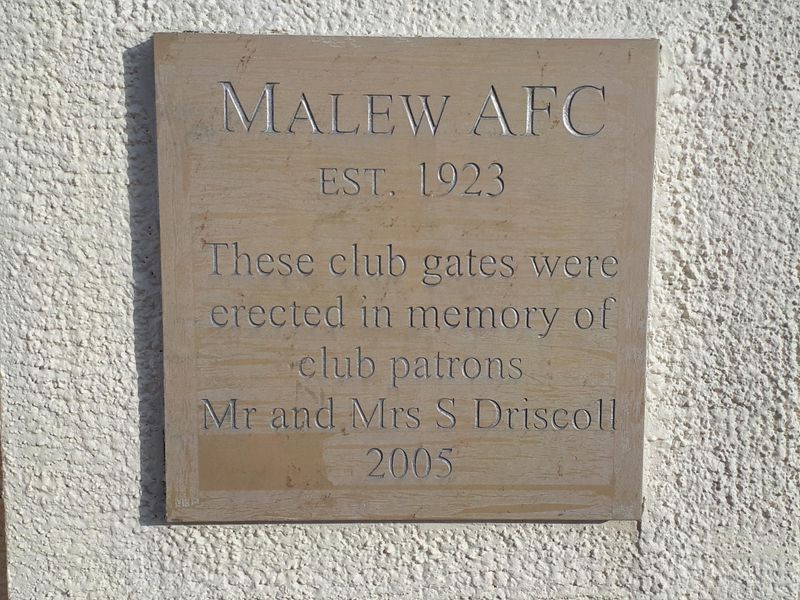 MALEW AFC
EST. 1923
These club gates were
erected in memory of
club patrons
Mr and Mrs S Driscoll
2005